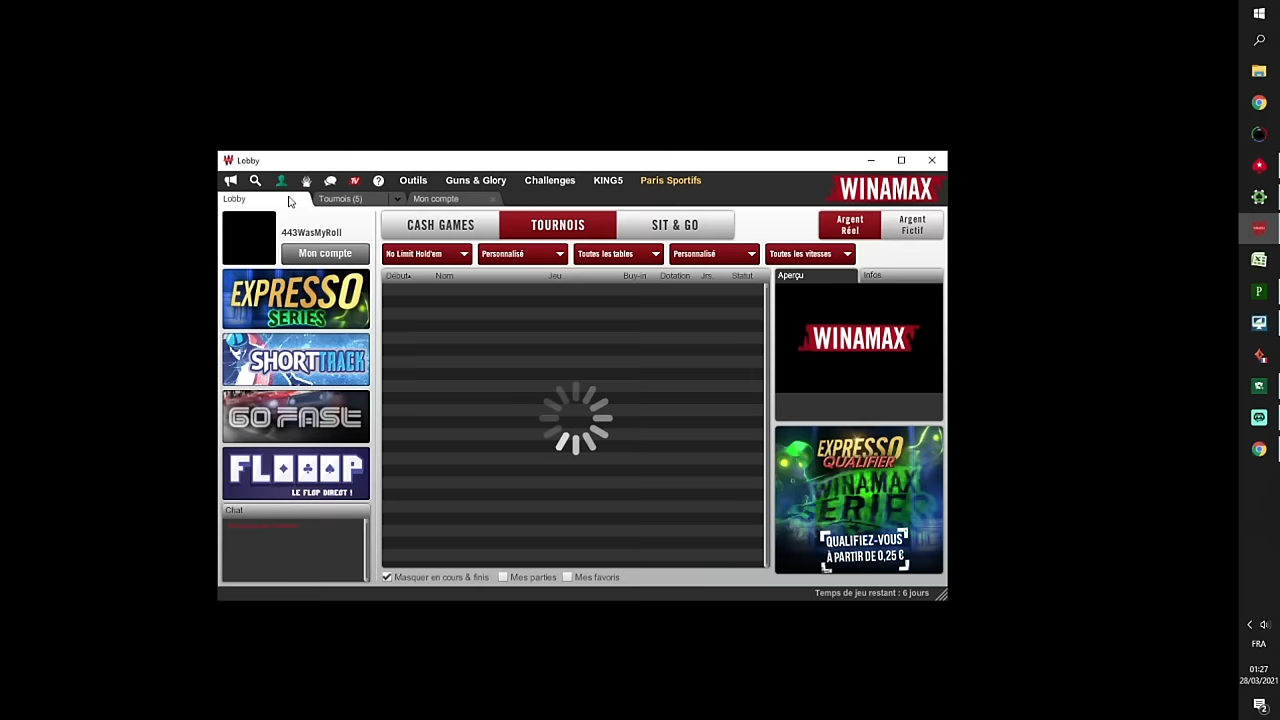 Lobby
Outils
Guns & Glory
Challenges
KING5
Paris Sportifs
TV
WINAMAX
Lobby
Tournois (5)
Mon compte
443WasMyRoll
Mon compte
CASH GAMES
TOURNOIS
SIT & GO
Argent Réel
Argent Fictif
No Limit Hold'em
Personnalisé
Toutes les tables
Personnalisé
Toutes les vitesses
Début
Nom
Jeu
Buy-in
Dotation
Jrs.
Statut
Aperçu
Infos
EXPRESSO
SERIES
SHORTTRACK
GO FAST
FLOOOP
LE FLOP DIRECT !
Chat
WINAMAX
EXPRESSO
QUALIFIER
WINAMAX
SERIES
QUALIFIEZ-VOUS
À PARTIR DE 0,25 €
Masquer en cours & finis
Mes parties
Mes favoris
Temps de jeu restant : 6 jours
FRA
01:27
28/03/2021